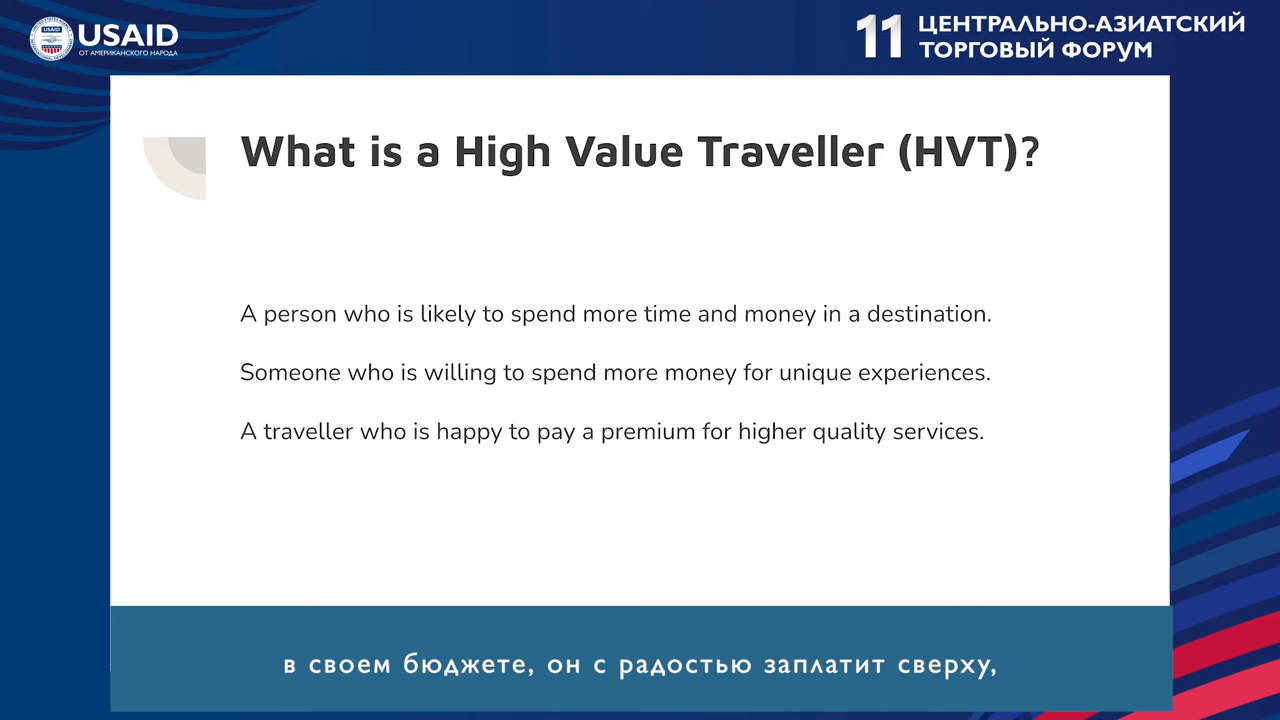 USAID
ОТ АМЕРИКАНСКОГО НАРОДА
11 ЦЕНТРАЛЬНО-АЗИАТСКИЙ
ТОРГОВЫЙ ФОРУМ
What is a High Value Traveller (HVT)?
A person who is likely to spend more time and money in a destination.
Someone who is willing to spend more money for unique experiences.
A traveller who is happy to pay a premium for higher quality services.
в своем бюджете, он с радостью заплатит сверху,